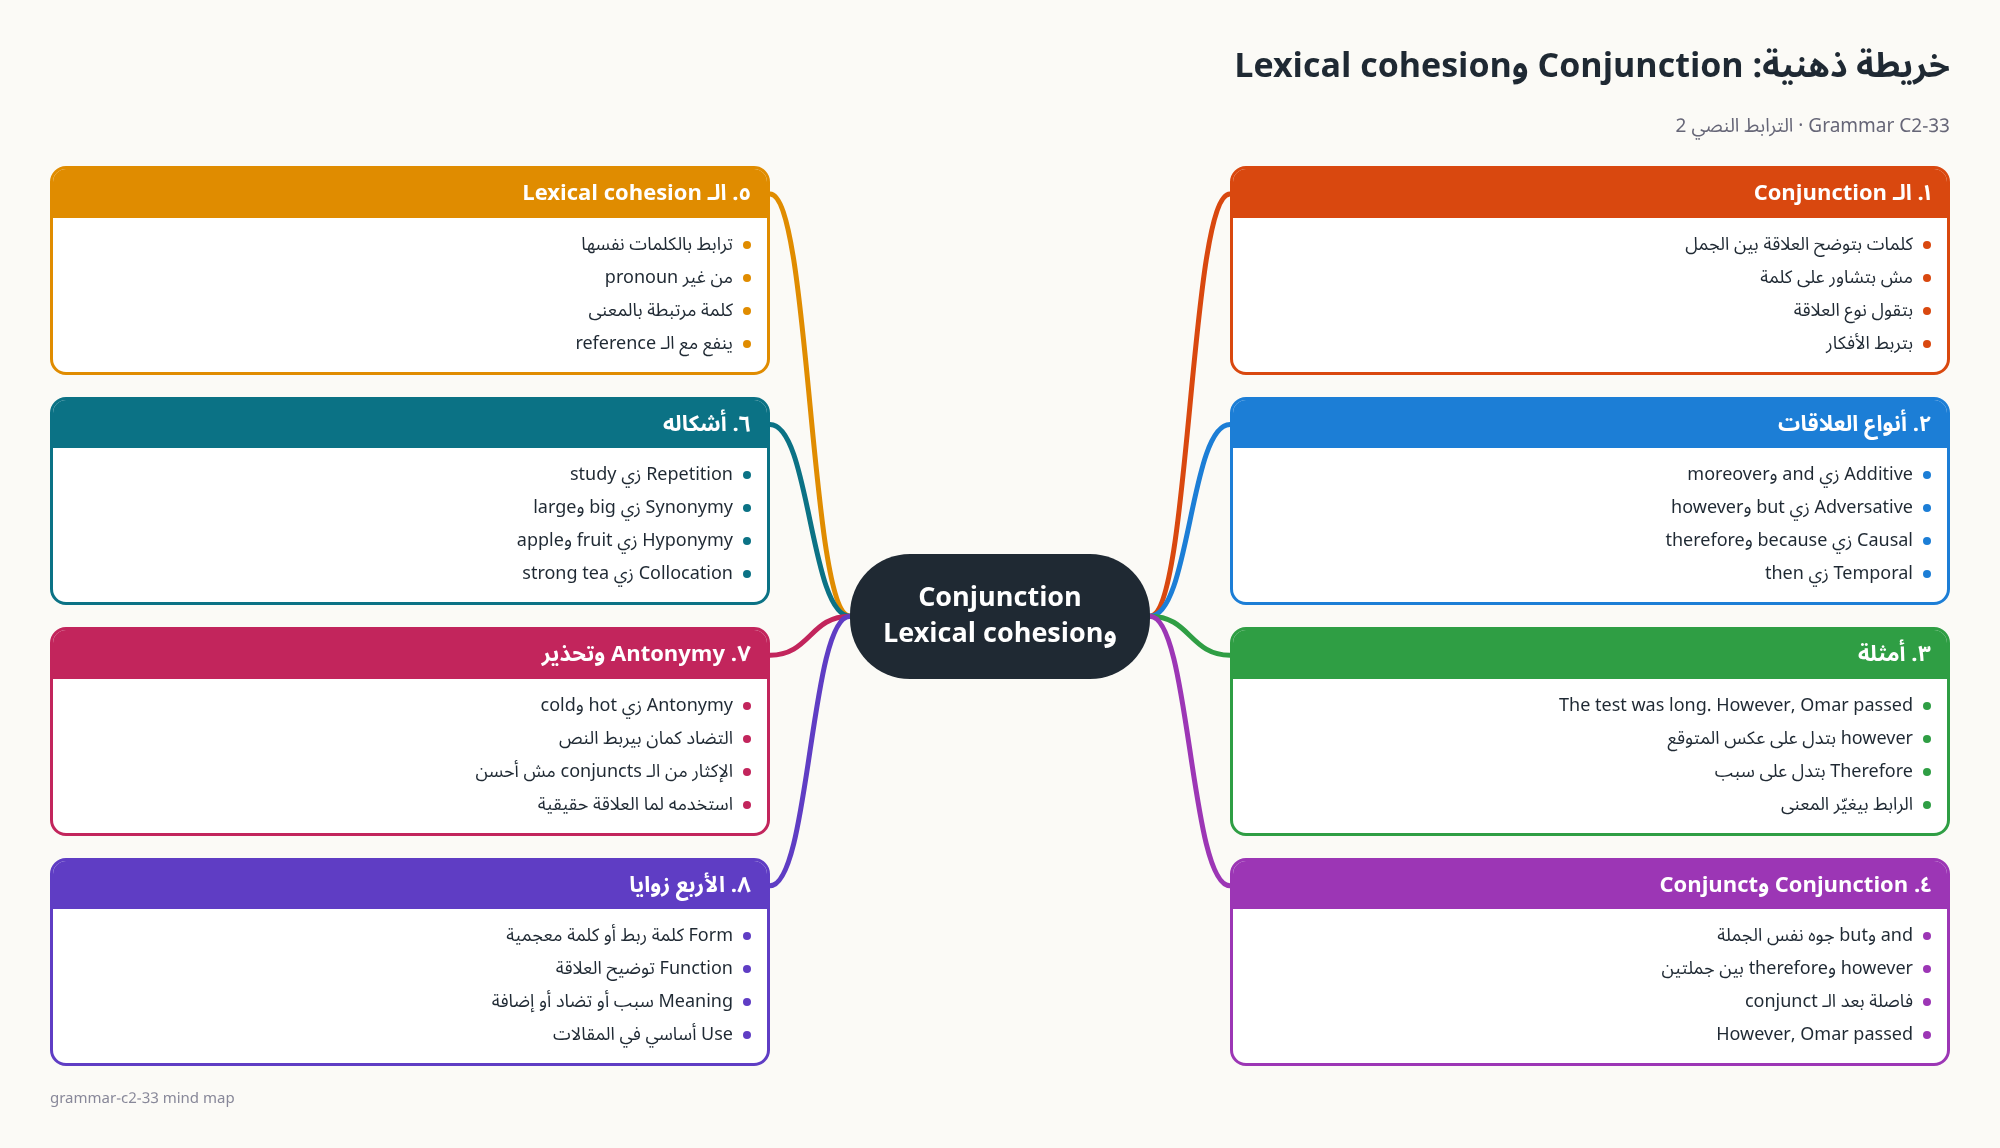 خريطة ذهنية: Conjunction وLexical cohesion
Grammar C2-33 · الترابط النصي 2
١. الـ Conjunction
كلمات بتوضح العلاقة بين الجمل
مش بتشاور على كلمة
بتقول نوع العلاقة
بتربط الأفكار
٢. أنواع العلاقات
Additive زي and وmoreover
Adversative زي but وhowever
Causal زي because وtherefore
Temporal زي then
٣. أمثلة
The test was long. However, Omar passed
however بتدل على عكس المتوقع
Therefore بتدل على سبب
الرابط بيغيّر المعنى
٤. Conjunction وConjunct
and وbut جوه نفس الجملة
however وtherefore بين جملتين
فاصلة بعد الـ conjunct
However, Omar passed
Conjunction
وLexical cohesion
٥. الـ Lexical cohesion
ترابط بالكلمات نفسها
من غير pronoun
كلمة مرتبطة بالمعنى
ينفع مع الـ reference
٦. أشكاله
Repetition زي study
Synonymy زي big وlarge
Hyponymy زي fruit وapple
Collocation زي strong tea
٧. Antonymy وتحذير
Antonymy زي hot وcold
التضاد كمان بيربط النص
الإكثار من الـ conjuncts مش أحسن
استخدمه لما العلاقة حقيقية
٨. الأربع زوايا
Form كلمة ربط أو كلمة معجمية
Function توضيح العلاقة
Meaning سبب أو تضاد أو إضافة
Use أساسي في المقالات
grammar-c2-33 mind map